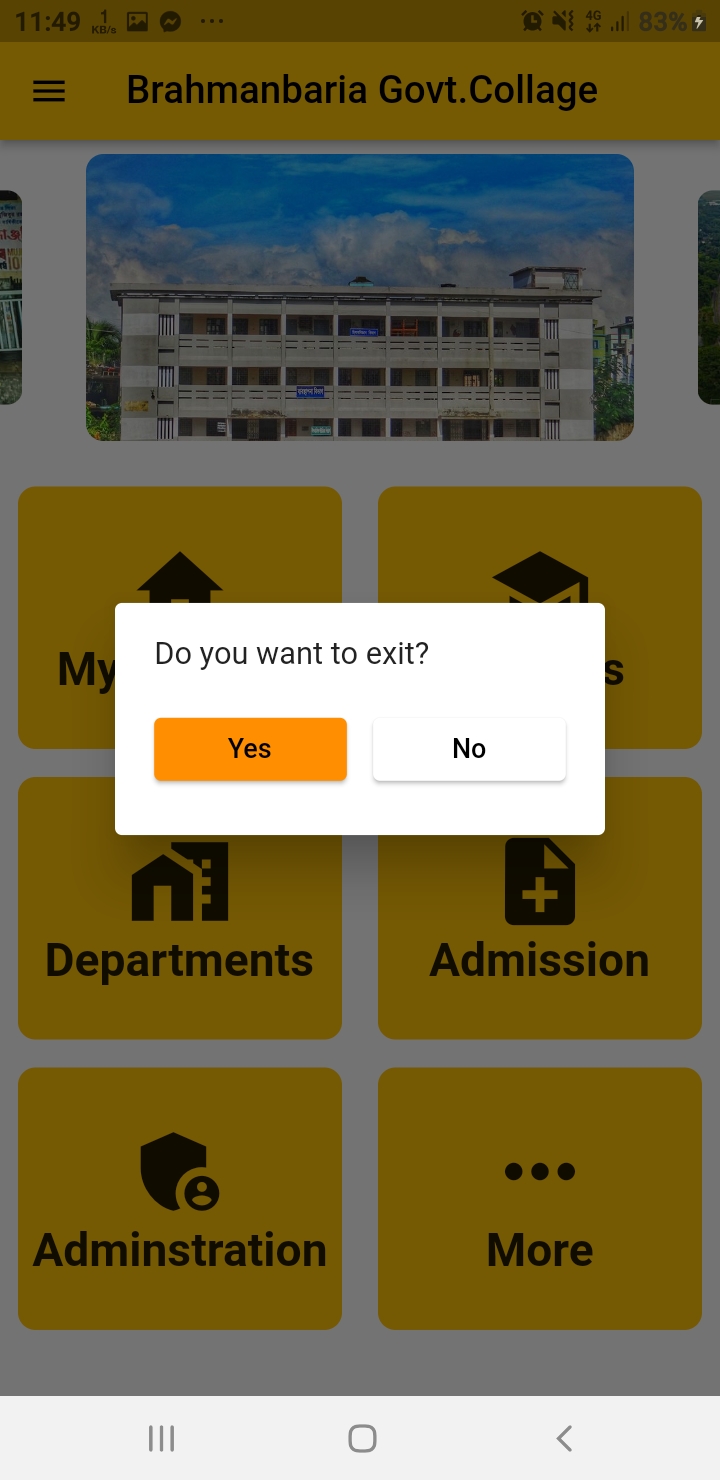 11:49 1 KB/s 4G 83%
Brahmanbaria Govt.Collage
My s
Do you want to exit?
Yes No
Departments Admission
Adminstration More